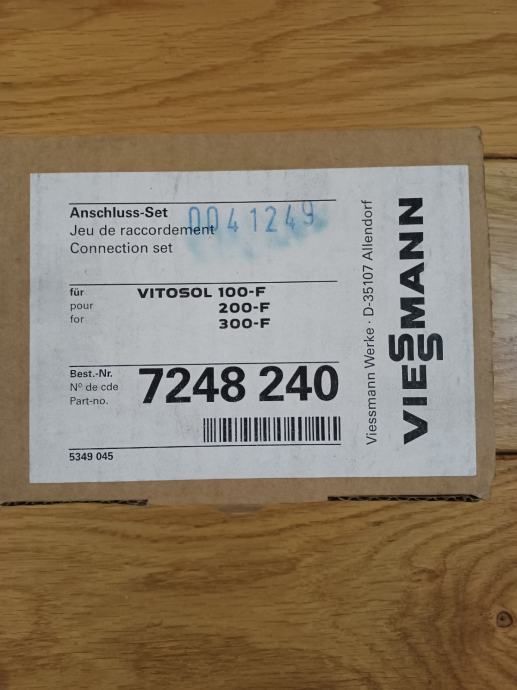 Anschluss-Set
0041249
Jeu de raccordement
Connection set
für VITOSOL 100-F
pour 200-F
for 300-F
Best.-Nr.
N° de cde
Part-no.
7248 240
5349 045
Viessmann Werke · D-35107 Allendorf
VIESSMANN